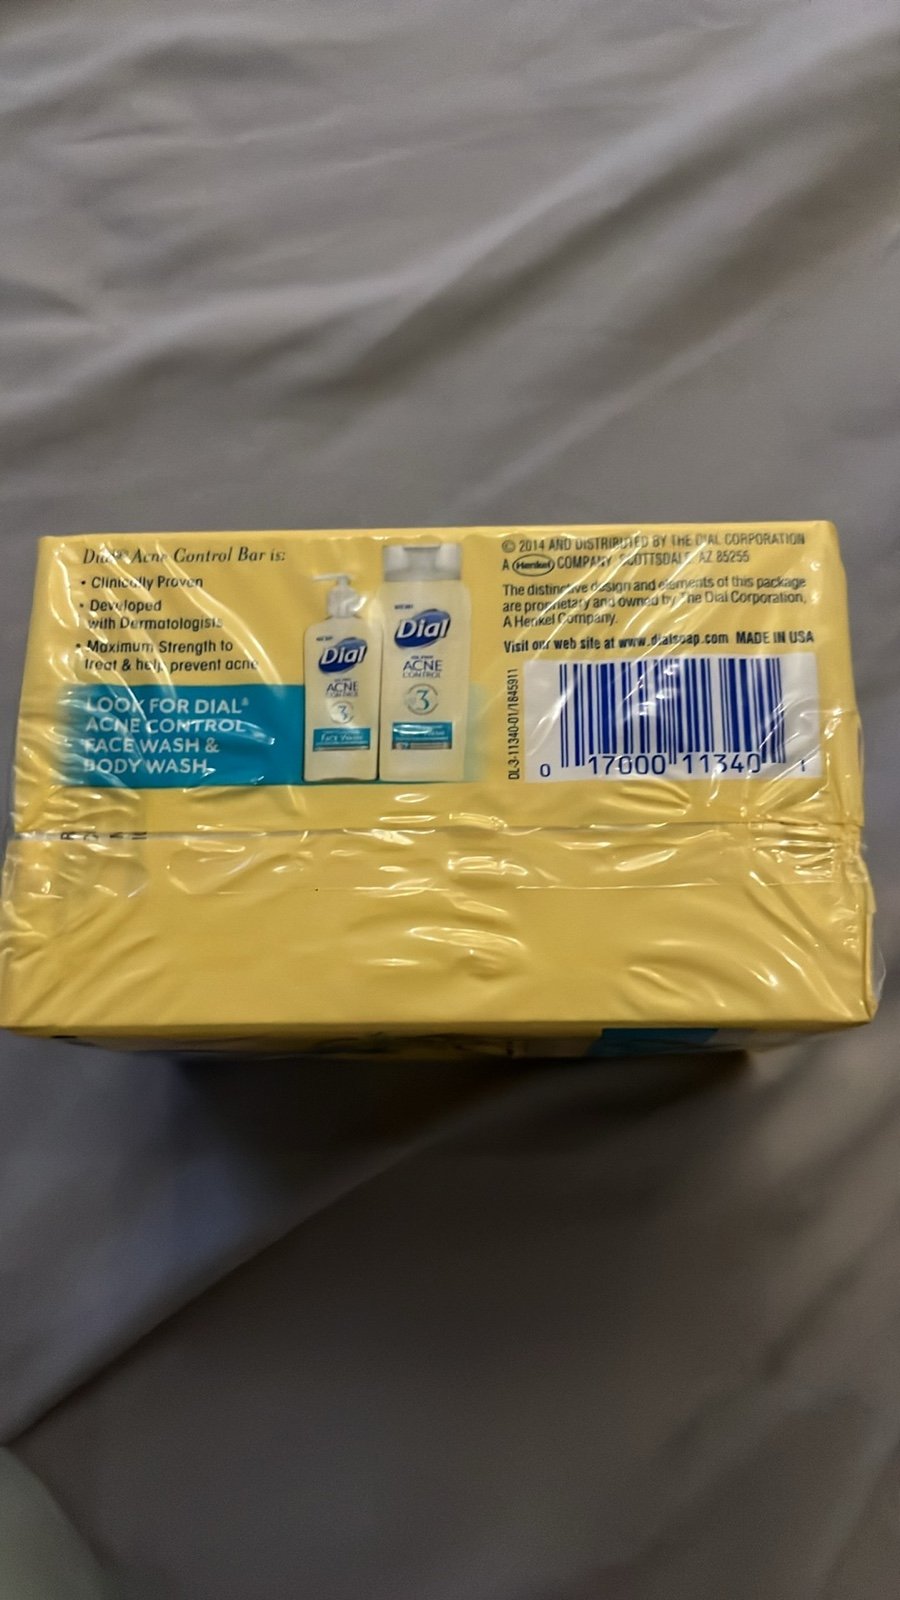 Dial® Acne Control Bar is:
• Clinically Proven
• Developed
with Dermatologists
• Maximum Strength to
treat & help prevent acne
LOOK FOR DIAL®
ACNE CONTROL
FACE WASH &
BODY WASH
Dial
ACNE
CONTROL
3
Face Wash
Dial
ACNE
CONTROL
3
© 2014 AND DISTRIBUTED BY THE DIAL CORPORATION
A Henkel COMPANY SCOTTSDALE, AZ 85255
The distinctive design and elements of this package
are proprietary and owned by The Dial Corporation,
A Henkel Company.
Visit our web site at www.dialsoap.com MADE IN USA
DL-3-11340-01/1845911
0 17000 11340 1